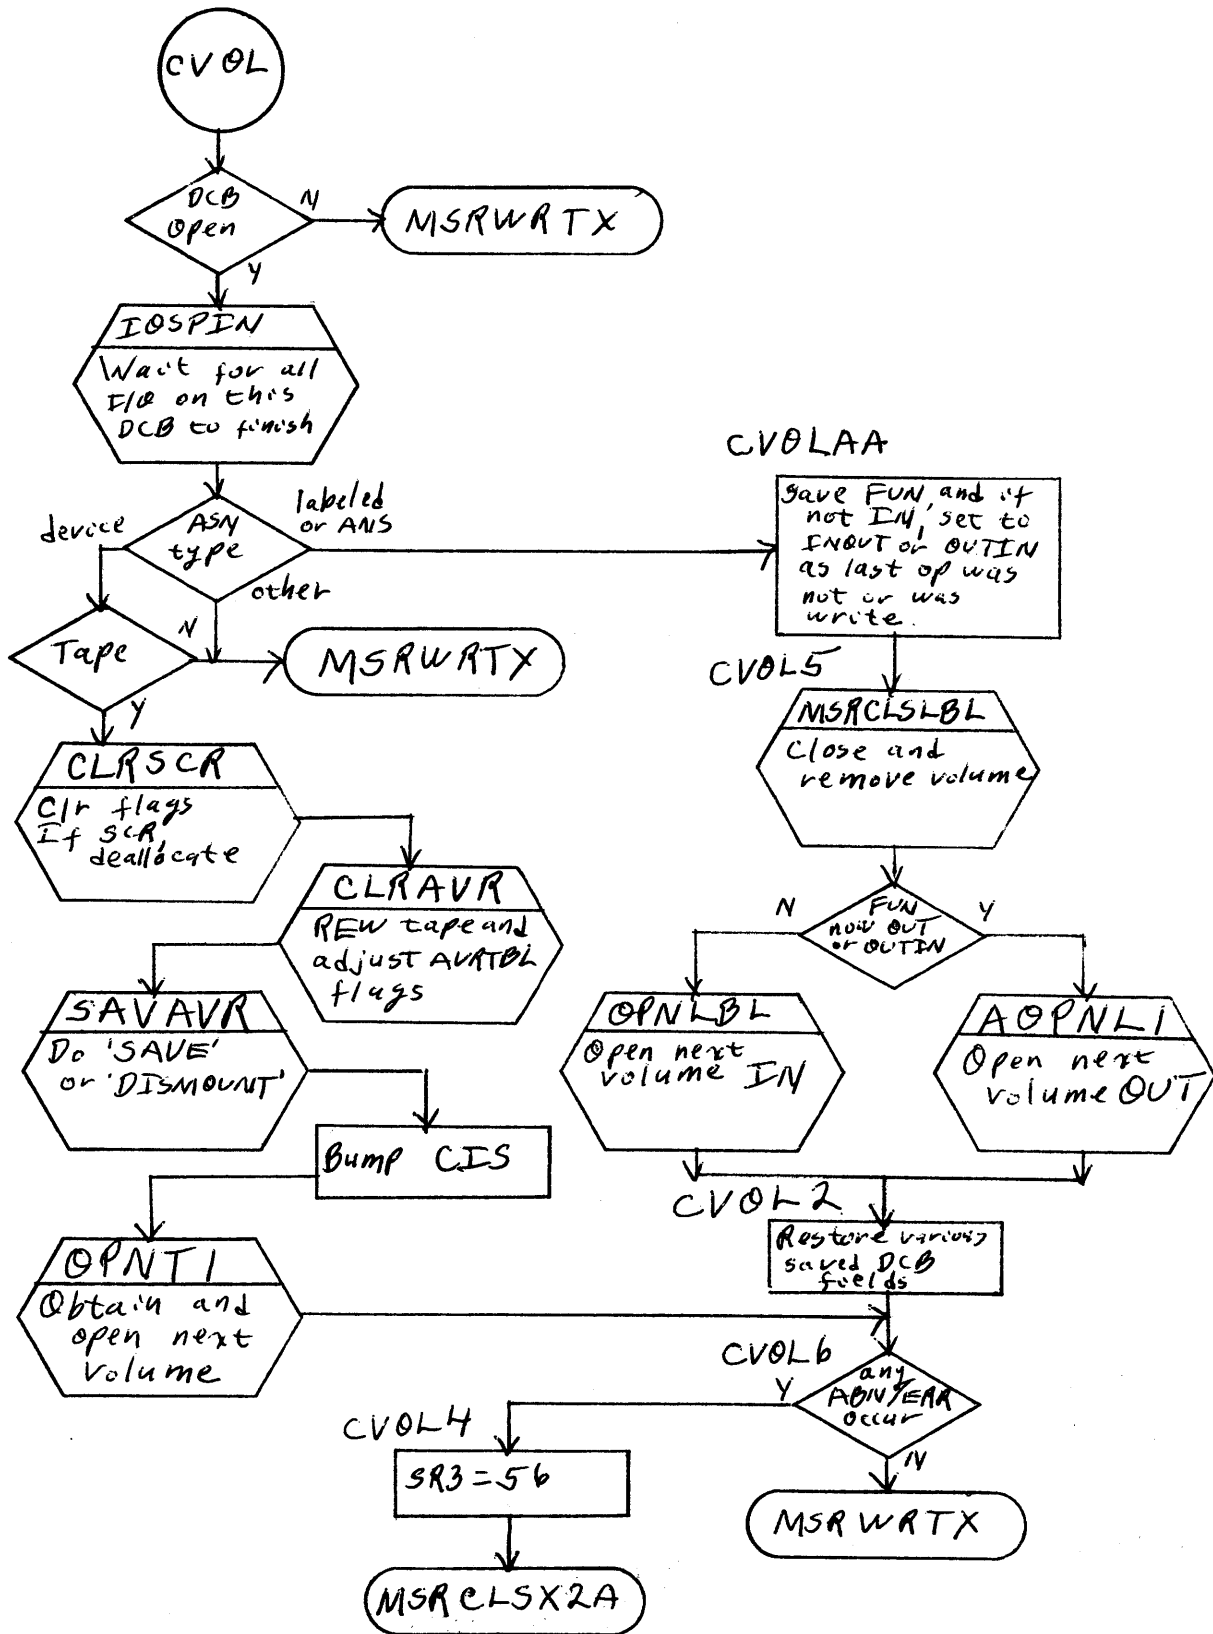 CVOL
DCB
Open
N
MSRWRTX
Y
IOSPIN
Wait for all
I/O on this
DCB to finish
CVOLAA
save FUN, and if
not IN, set to
INOUT or OUTIN
as last op was
not or was
write.
device
ASN
type
labeled
or ANS
other
Tape
N
MSRWRTX
Y
CVOL5
MSRCLSLBL
Close and
remove volume
CLRSCR
Clr flags
If SCR,
deallocate
CLRAVR
REW tape and
adjust AVRTBL
flags
N
FUN
now OUT
or OUTIN
Y
SAVAVR
Do 'SAVE'
or 'DISMOUNT'
OPNLBL
Open next
volume IN
AOPNL1
Open next
volume OUT
Bump CIS
CVOL2
Restore various
saved DCB
fields
OPNT1
Obtain and
open next
volume
CVOL6
any
ABN/ERR
occur
Y
N
CVOL4
SR3=56
MSRWRTX
MSRCLSX2A